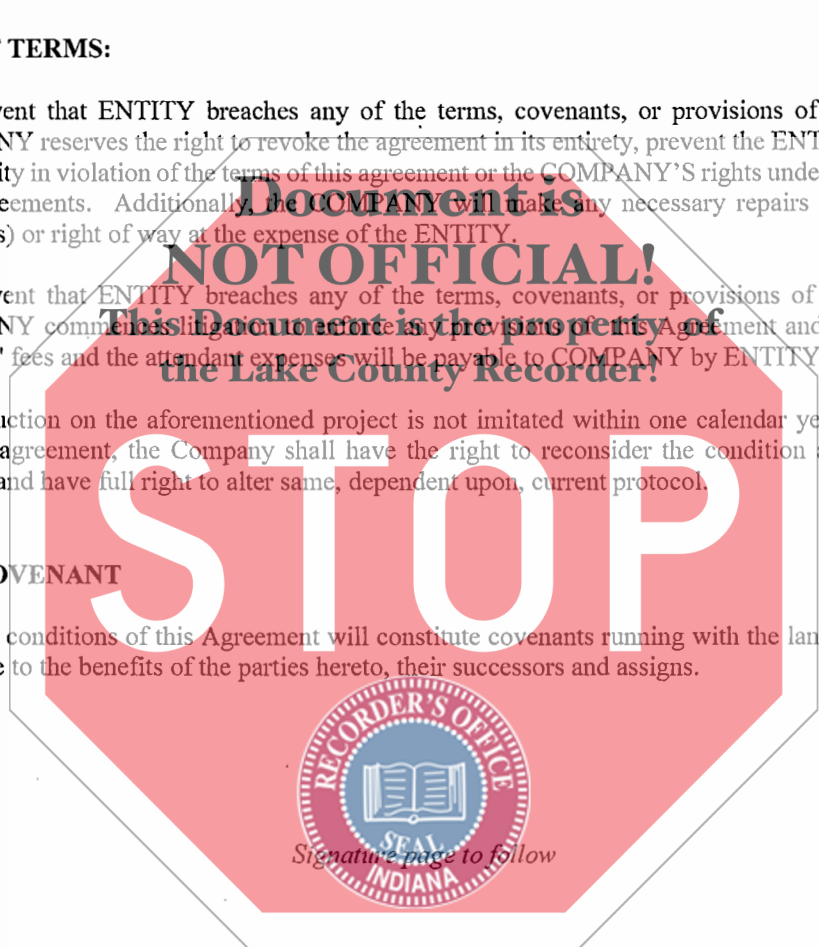 TERMS:
ent that ENTITY breaches any of the terms, covenants, or provisions of
NY reserves the right to revoke the agreement in its entirety, prevent the ENT
ity in violation of the terms of this agreement or the COMPANY'S rights unde
eements. Additionally, the COMPANY will make any necessary repairs
s) or right of way at the expense of the ENTITY.
Document is
NOT OFFICIAL!
ent that ENTITY breaches any of the terms, covenants, or provisions of
NY commences litigation to enforce any provisions of this Agreement and
This Document is the property of
' fees and the attendant expenses will be payable to COMPANY by ENTITY
the Lake County Recorder!
uction on the aforementioned project is not imitated within one calendar ye
agreement, the Company shall have the right to reconsider the condition
and have full right to alter same, dependent upon, current protocol.
STOP
OVENANT
conditions of this Agreement will constitute covenants running with the lan
e to the benefits of the parties hereto, their successors and assigns.
RECORDER'S OFFICE
SEAL
INDIANA
Signature page to follow